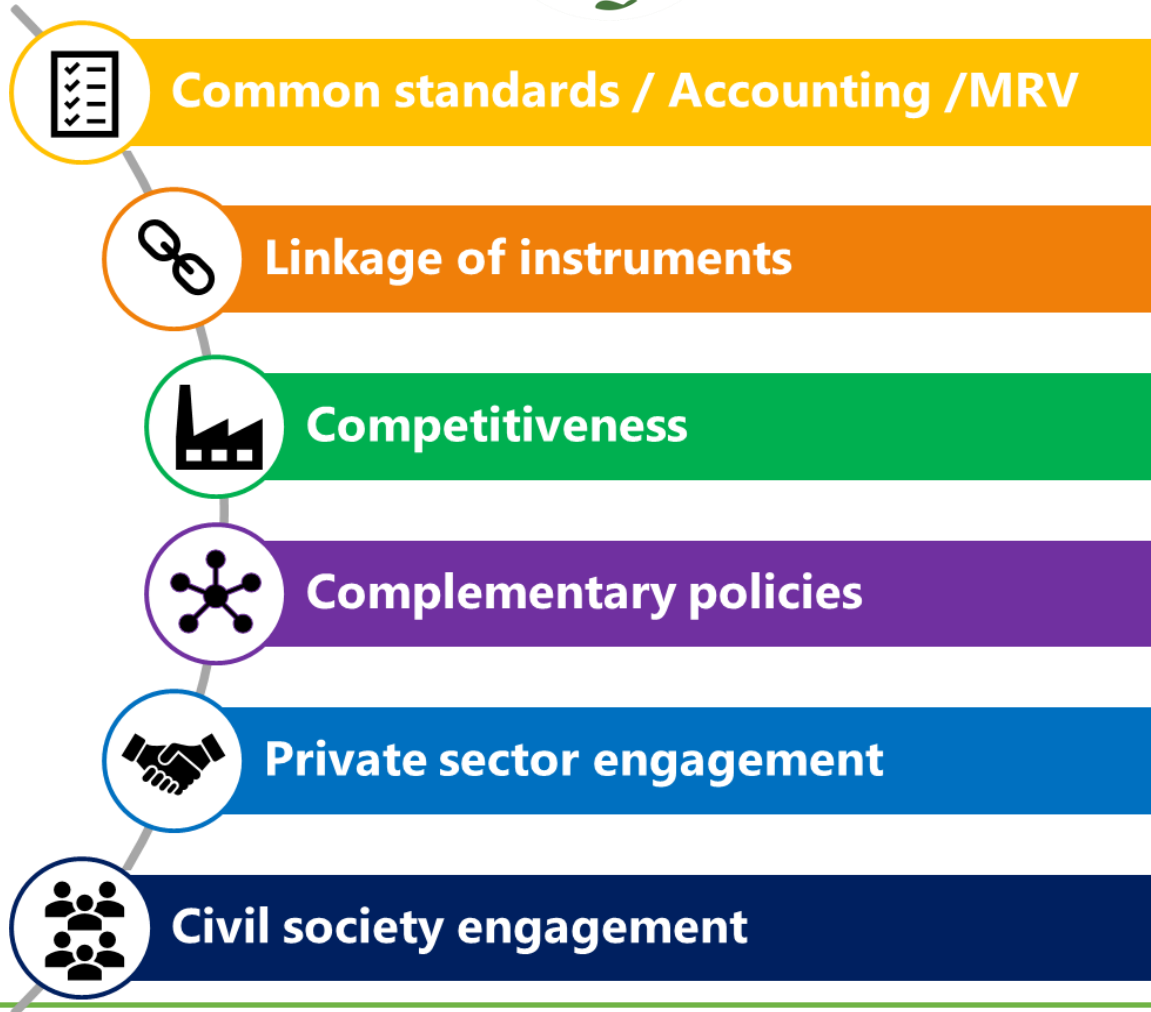 Common standards / Accounting /MRV
Linkage of instruments
Competitiveness
Complementary policies
Private sector engagement
Civil society engagement